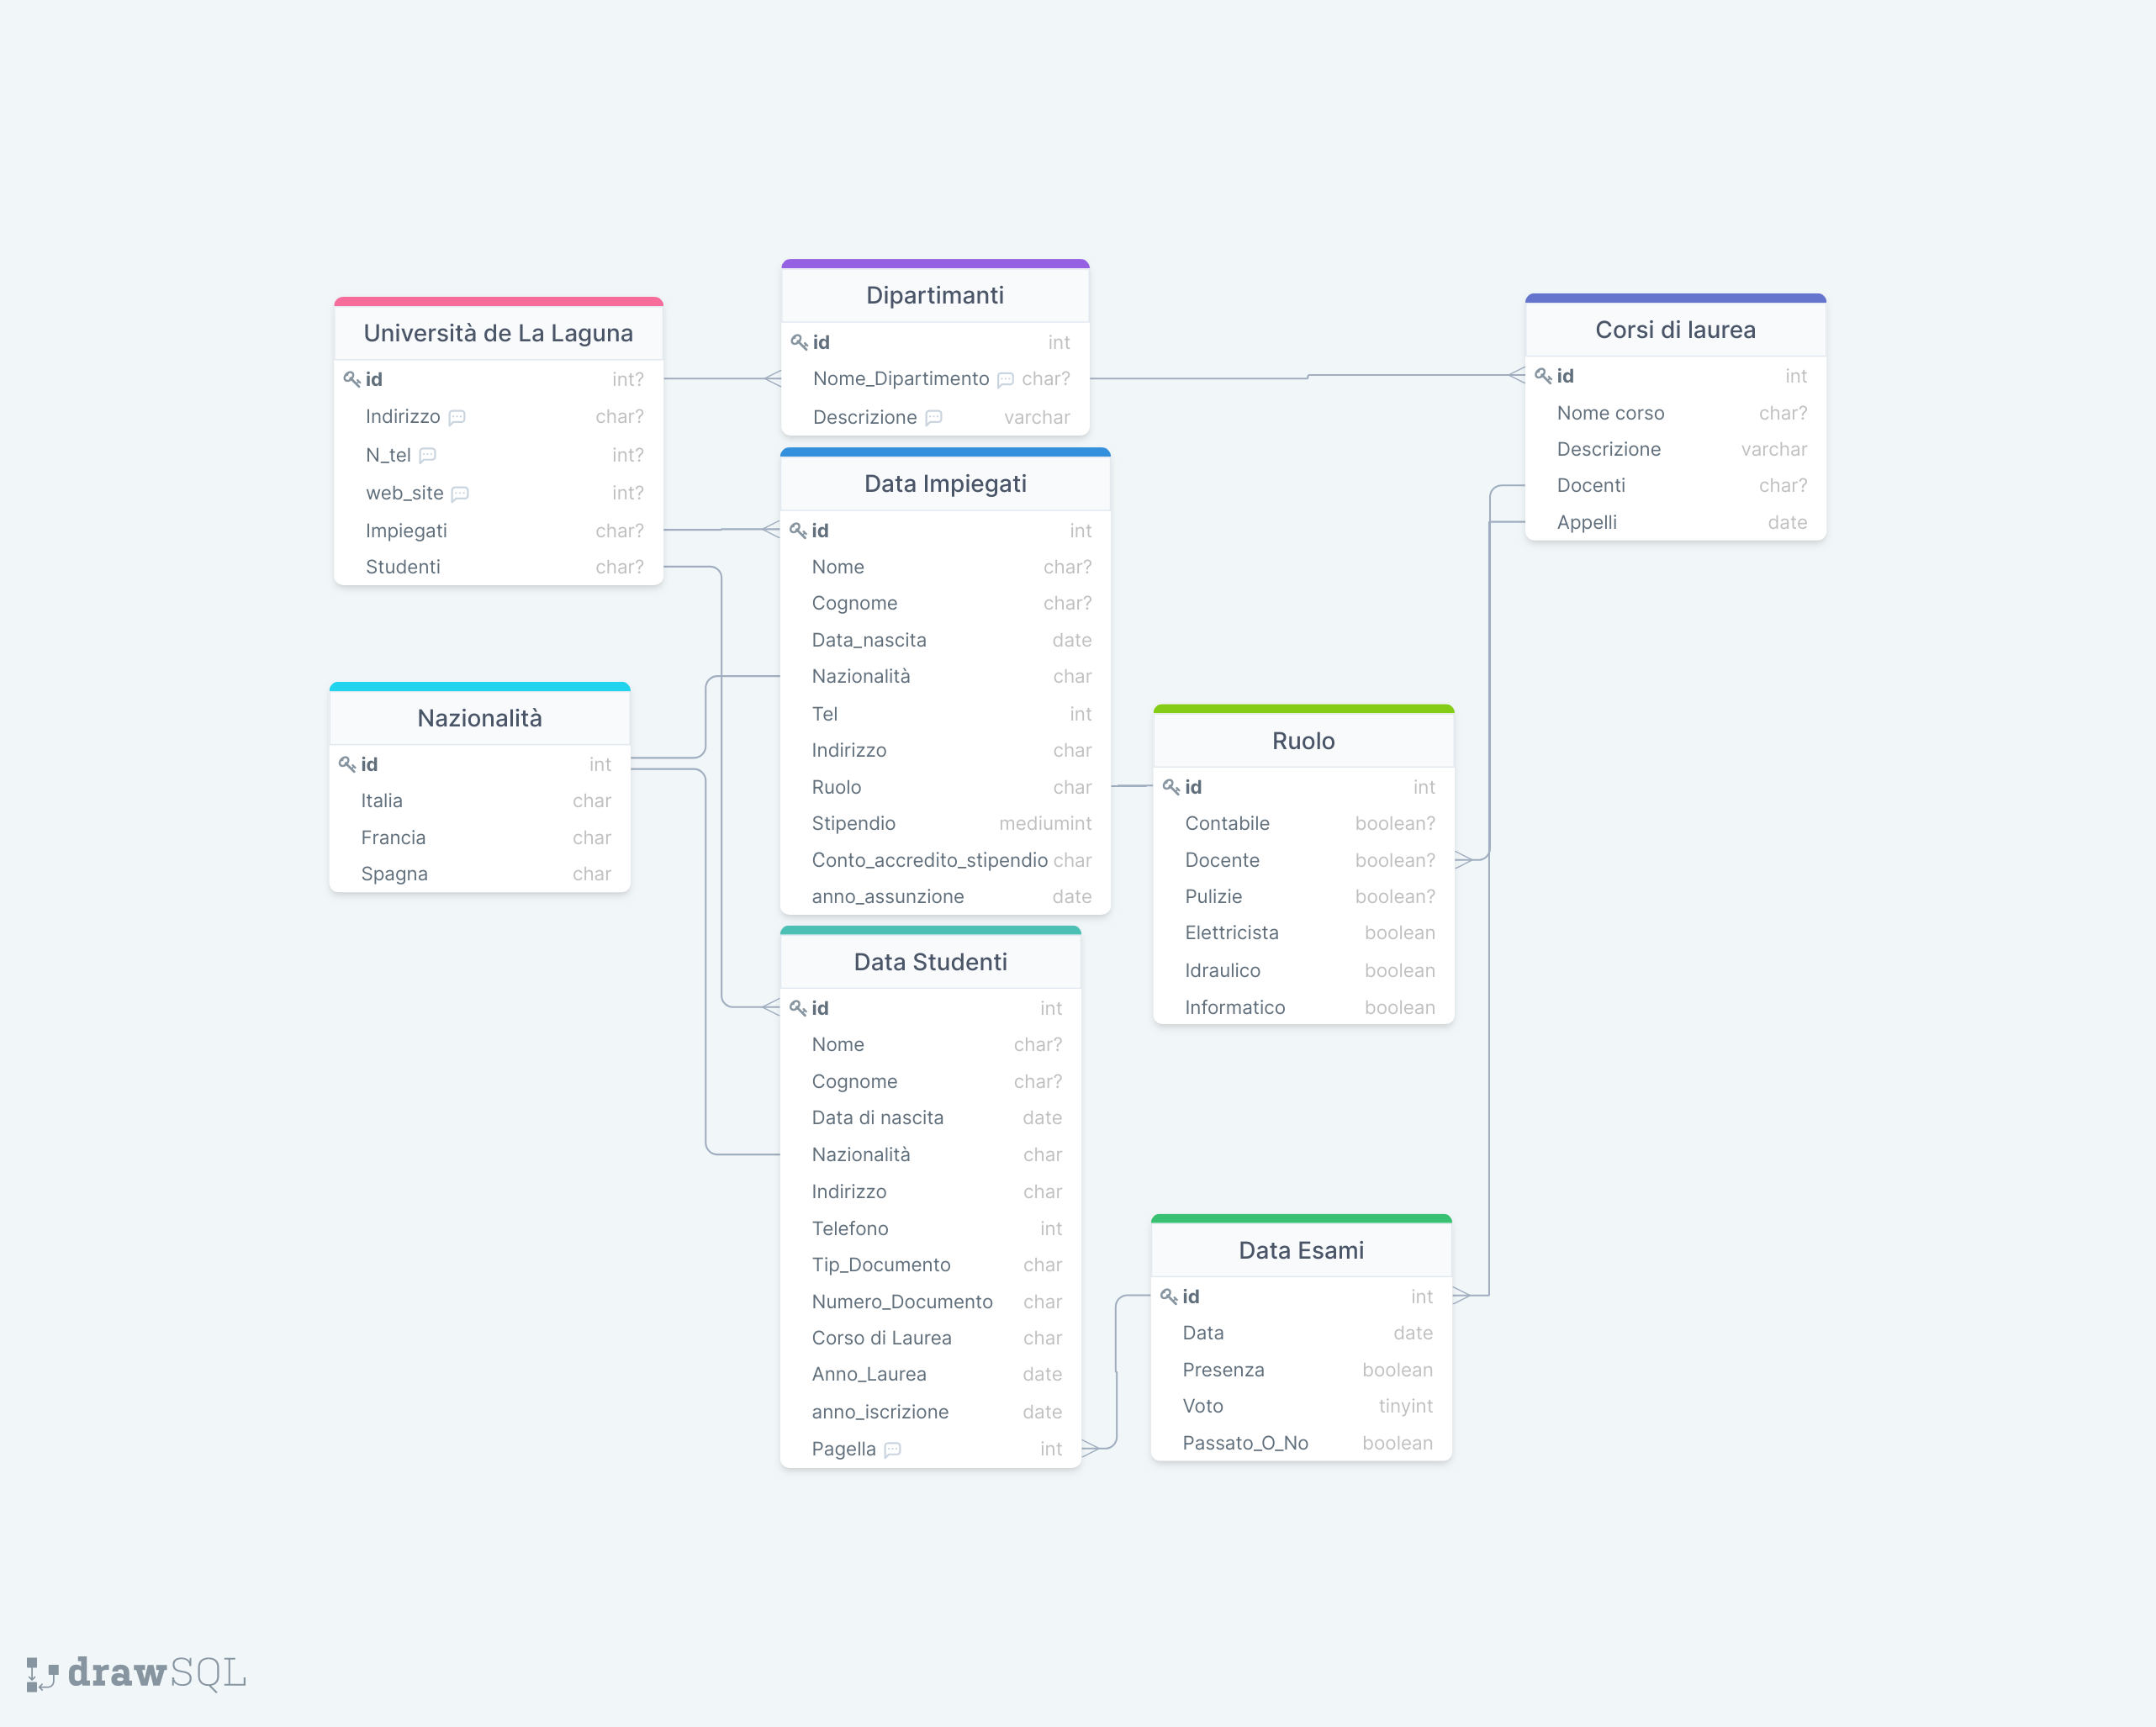 Università de La Laguna
id int?
Indirizzo char?
N_tel int?
web_site int?
Impiegati char?
Studenti char?
Dipartimanti
id int
Nome_Dipartimento char?
Descrizione varchar
Corsi di laurea
id int
Nome corso char?
Descrizione varchar
Docenti char?
Appelli date
Data Impiegati
id int
Nome char?
Cognome char?
Data_nascita date
Nazionalità char
Tel int
Indirizzo char
Ruolo char
Stipendio mediumint
Conto_accredito_stipendio char
anno_assunzione date
Nazionalità
id int
Italia char
Francia char
Spagna char
Ruolo
id int
Contabile boolean?
Docente boolean?
Pulizie boolean?
Elettricista boolean
Idraulico boolean
Informatico boolean
Data Studenti
id int
Nome char?
Cognome char?
Data di nascita date
Nazionalità char
Indirizzo char
Telefono int
Tip_Documento char
Numero_Documento char
Corso di Laurea char
Anno_Laurea date
anno_iscrizione date
Pagella int
Data Esami
id int
Data date
Presenza boolean
Voto tinyint
Passato_O_No boolean
drawSQL